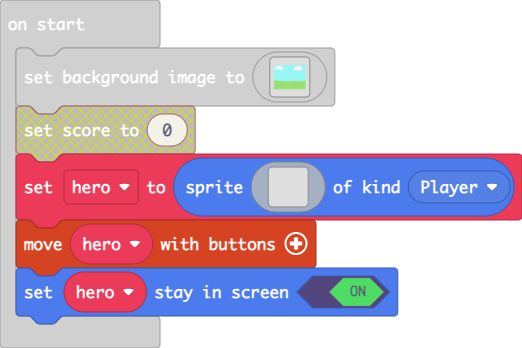 on start
set background image to
set score to 0
set hero to sprite of kind Player
move hero with buttons
set hero stay in screen ON